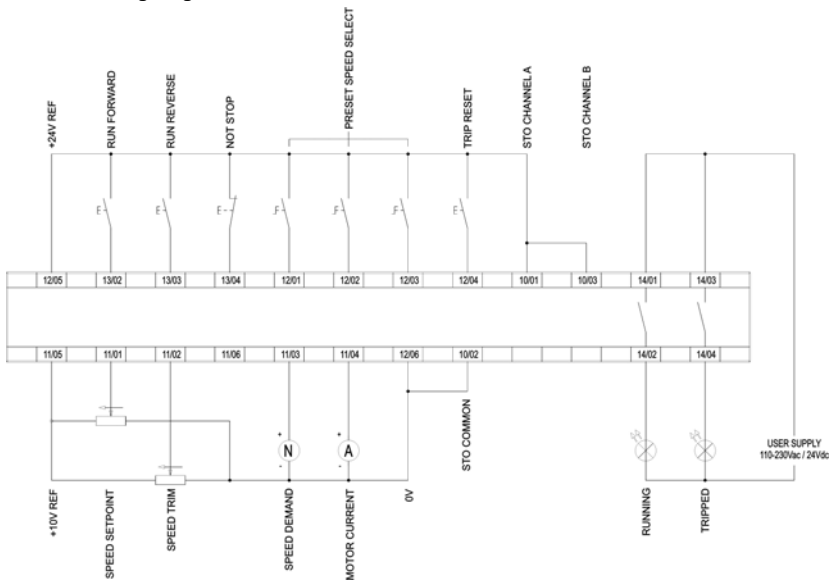 +24V REF
RUN FORWARD
RUN REVERSE
NOT STOP
PRESET SPEED SELECT
TRIP RESET
STO CHANNEL A
STO CHANNEL B
12/05 13/02 13/03 13/04 12/01 12/02 12/03 12/04 10/01 10/03 14/01 14/03
11/05 11/01 11/02 11/06 11/03 11/04 12/06 10/02 14/02 14/04
+ +
N A
- -
+10V REF
SPEED SETPOINT
SPEED TRIM
SPEED DEMAND
MOTOR CURRENT
0V
STO COMMON
RUNNING
TRIPPED
USER SUPPLY
110-230Vac / 24Vdc